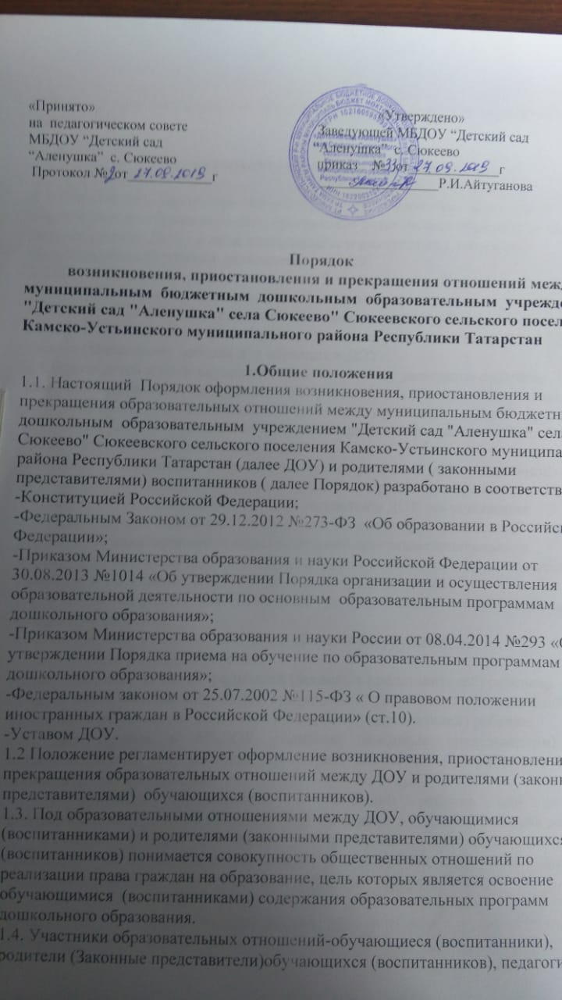 «Принято»
на педагогическом совете
МБДОУ “Детский сад
“Аленушка” с. Сюкеево
Протокол № от 27.09.2019 г
«Утверждено»
Заведующей МБДОУ “Детский сад
“Аленушка” с. Сюкеево
приказ №33 от 27.09.2019 г
Р.И.Айтуганова
Порядок
возникновения, приостановления и прекращения отношений меж
муниципальным бюджетным дошкольным образовательным учрежде
"Детский сад "Аленушка" села Сюкеево" Сюкеевского сельского посел
Камско-Устьинского муниципального района Республики Татарстан
1.Общие положения
1.1. Настоящий Порядок оформления возникновения, приостановления и
прекращения образовательных отношений между муниципальным бюджетн
дошкольным образовательным учреждением "Детский сад "Аленушка" сел
Сюкеево" Сюкеевского сельского поселения Камско-Устьинского муниципа
района Республики Татарстан (далее ДОУ) и родителями ( законными
представителями) воспитанников ( далее Порядок) разработано в соответств
-Конституцией Российской Федерации;
-Федеральным Законом от 29.12.2012 №273-ФЗ «Об образовании в Российс
Федерации»;
-Приказом Министерства образования и науки Российской Федерации от
30.08.2013 №1014 «Об утверждении Порядка организации и осуществления
образовательной деятельности по основным образовательным программам
дошкольного образования»;
-Приказом Министерства образования и науки России от 08.04.2014 №293 «О
утверждении Порядка приема на обучение по образовательным программам
дошкольного образования»;
-Федеральным законом от 25.07.2002 №115-ФЗ « О правовом положении
иностранных граждан в Российской Федерации» (ст.10).
-Уставом ДОУ.
1.2 Положение регламентирует оформление возникновения, приостановлени
прекращения образовательных отношений между ДОУ и родителями (законн
представителями) обучающихся (воспитанников).
1.3. Под образовательными отношениями между ДОУ, обучающимися
(воспитанниками) и родителями (законными представителями) обучающихся
(воспитанников) понимается совокупность общественных отношений по
реализации права граждан на образование, цель которых является освоение
обучающимися (воспитанниками) содержания образовательных программ
дошкольного образования.
1.4. Участники образовательных отношений-обучающиеся (воспитанники),
родители (Законные представители)обучающихся (воспитанников), педагоги